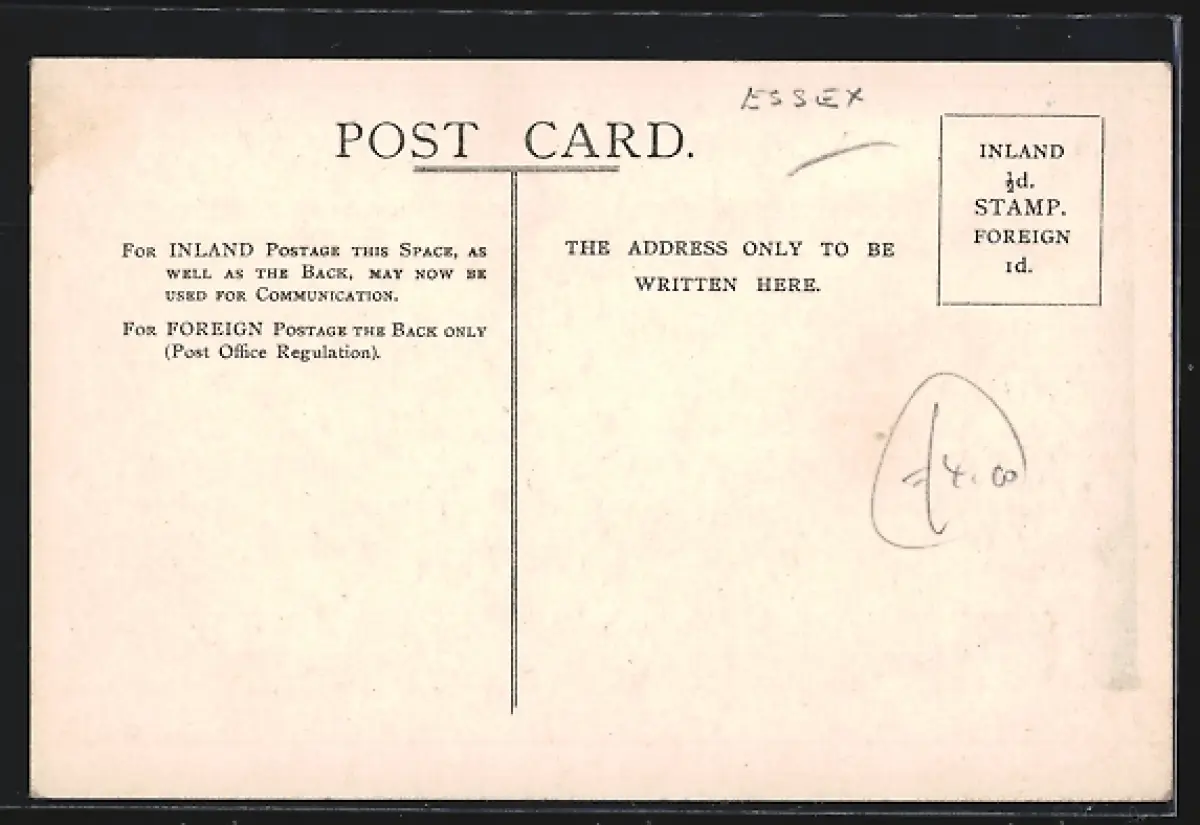 ESSEX
POST CARD.
INLAND
½d.
STAMP.
FOREIGN
1d.
For INLAND Postage this Space, as
well as the Back, may now be
used for Communication.
For FOREIGN Postage the Back only
(Post Office Regulation).
THE ADDRESS ONLY TO BE
WRITTEN HERE.
£4.00